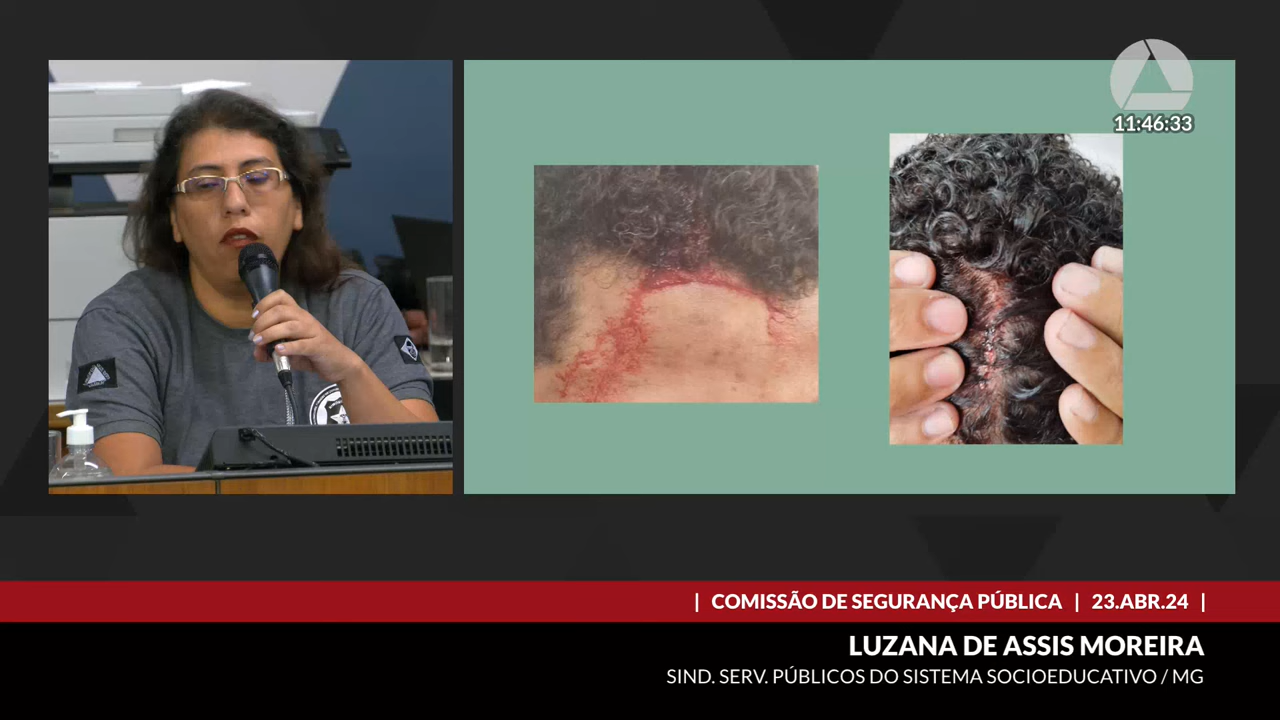 11:46:33
| COMISSÃO DE SEGURANÇA PÚBLICA | 23.ABR.24 |
LUZANA DE ASSIS MOREIRA
SIND. SERV. PÚBLICOS DO SISTEMA SOCIOEDUCATIVO / MG